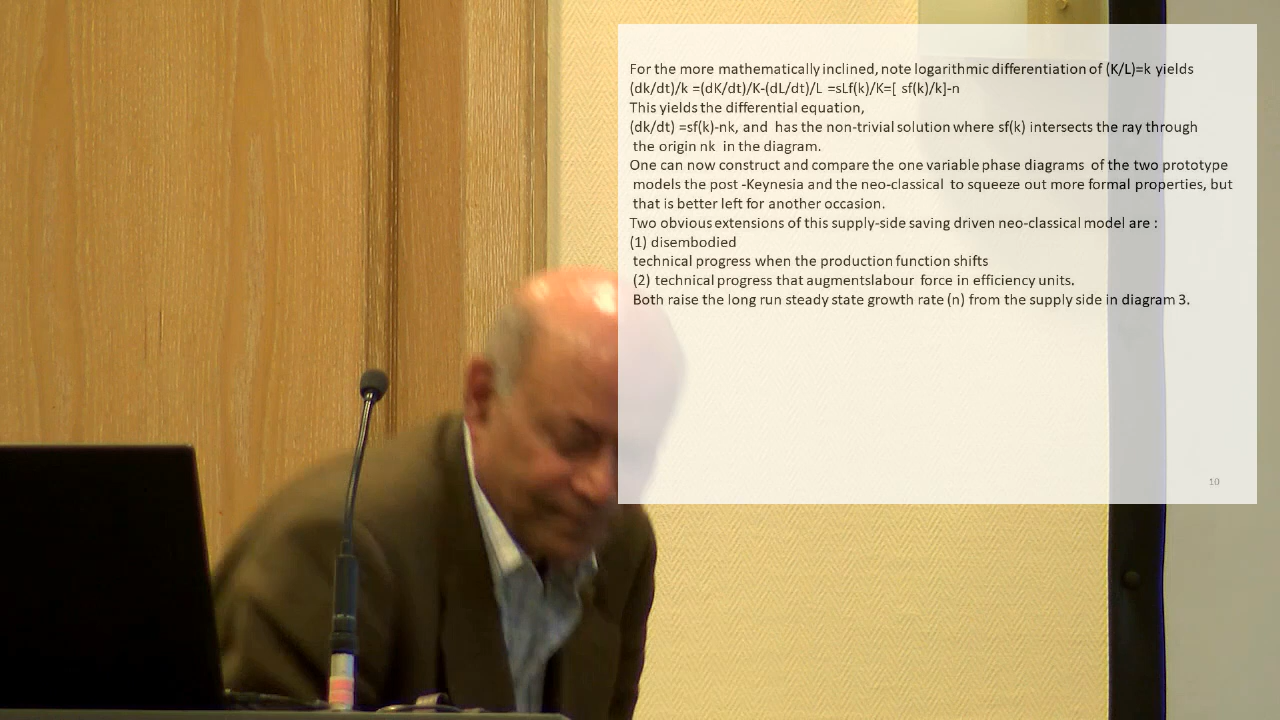 For the more mathematically inclined, note logarithmic differentiation of (K/L)=k yields
(dk/dt)/k =(dK/dt)/K-(dL/dt)/L =sLf(k)/K=[ sf(k)/k]-n
This yields the differential equation,
(dk/dt) =sf(k)-nk, and has the non-trivial solution where sf(k) intersects the ray through
the origin nk in the diagram.
One can now construct and compare the one variable phase diagrams of the two prototype
models the post -Keynesia and the neo-classical to squeeze out more formal properties, but
that is better left for another occasion.
Two obvious extensions of this supply-side saving driven neo-classical model are :
(1) disembodied
technical progress when the production function shifts
(2) technical progress that augmentslabour force in efficiency units.
Both raise the long run steady state growth rate (n) from the supply side in diagram 3.
10